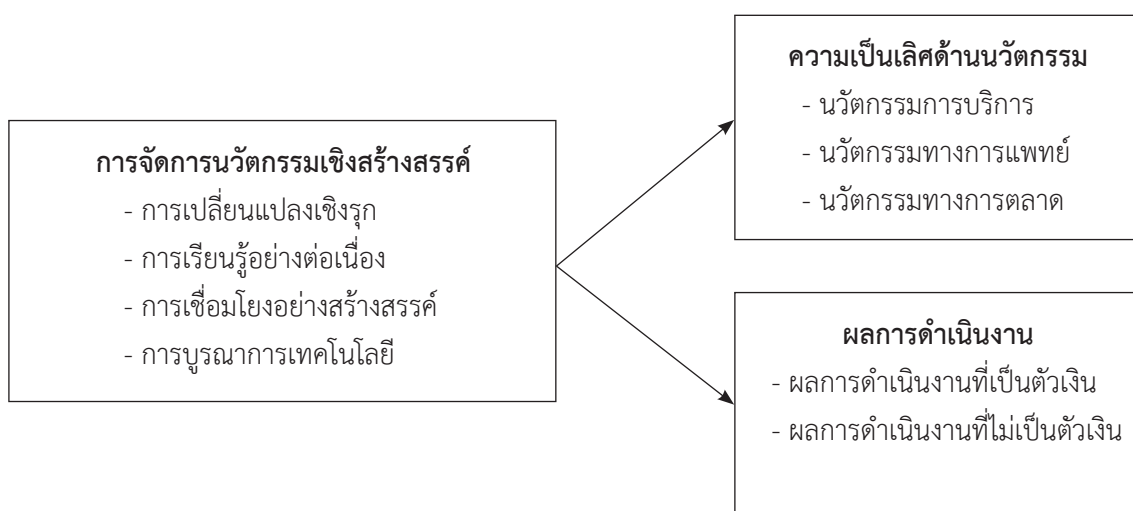 การจัดการนวัตกรรมเชิงสร้างสรรค์
- การเปลี่ยนแปลงเชิงรุก
- การเรียนรู้อย่างต่อเนื่อง
- การเชื่อมโยงอย่างสร้างสรรค์
- การบูรณาการเทคโนโลยี
ความเป็นเลิศด้านนวัตกรรม
- นวัตกรรมการบริการ
- นวัตกรรมทางการแพทย์
- นวัตกรรมทางการตลาด
ผลการดำเนินงาน
- ผลการดำเนินงานที่เป็นตัวเงิน
- ผลการดำเนินงานที่ไม่เป็นตัวเงิน